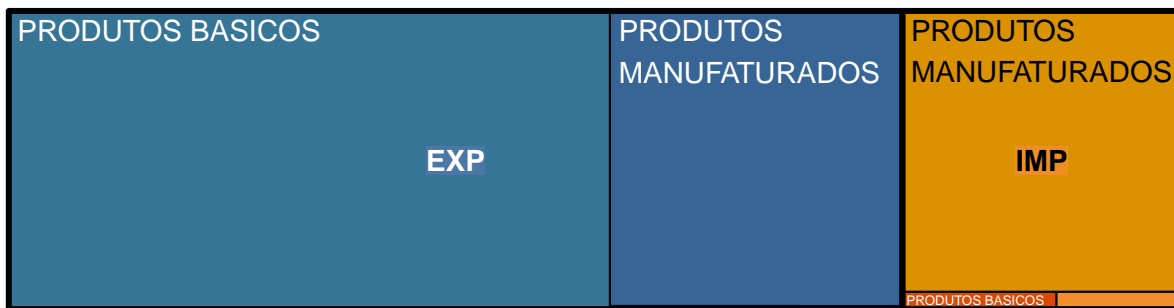 PRODUTOS BASICOS
EXP
PRODUTOS
MANUFATURADOS
PRODUTOS
MANUFATURADOS
IMP
PRODUTOS BASICOS